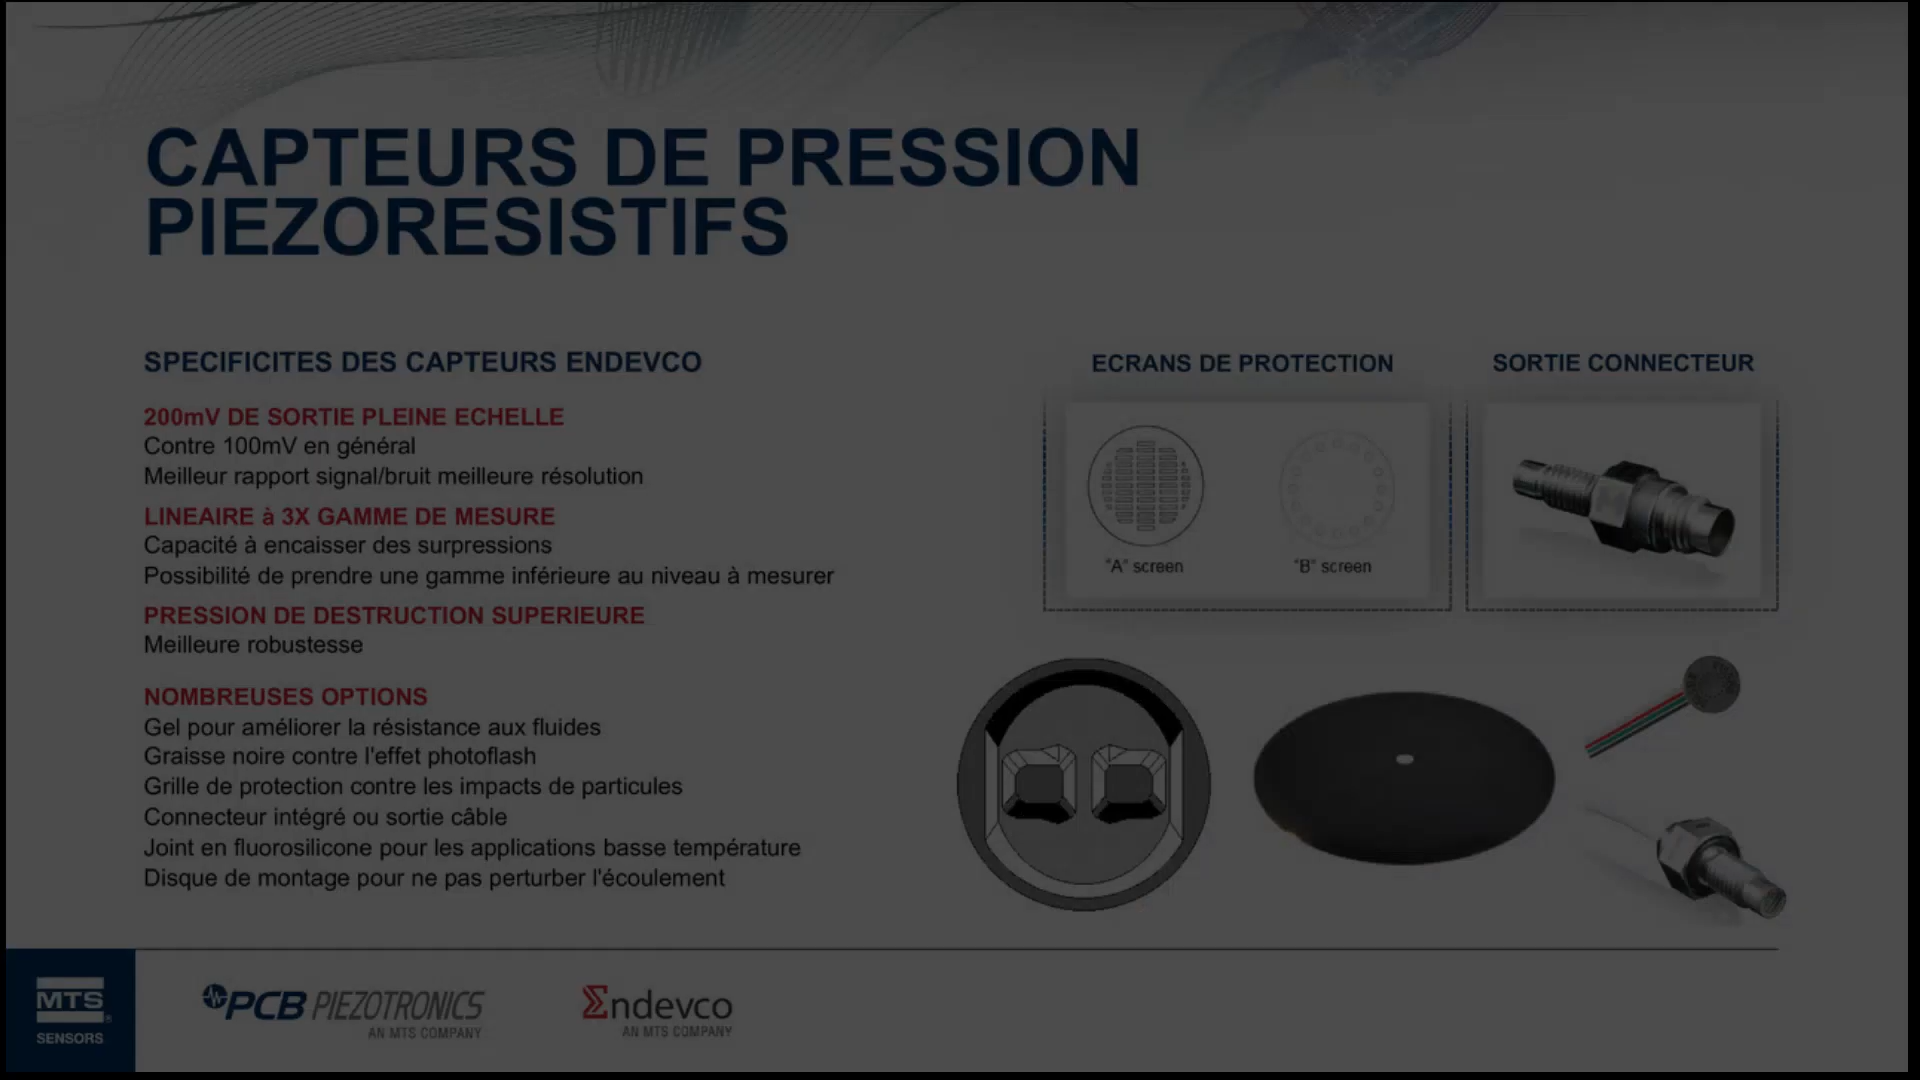 CAPTEURS DE PRESSION
PIEZORESISTIFS
SPECIFICITES DES CAPTEURS ENDEVCO
200mV DE SORTIE PLEINE ECHELLE
Contre 100mV en général
Meilleur rapport signal/bruit meilleure résolution
LINEAIRE à 3X GAMME DE MESURE
Capacité à encaisser des surpressions
Possibilité de prendre une gamme inférieure au niveau à mesurer
PRESSION DE DESTRUCTION SUPERIEURE
Meilleure robustesse
NOMBREUSES OPTIONS
Gel pour améliorer la résistance aux fluides
Graisse noire contre l'effet photoflash
Grille de protection contre les impacts de particules
Connecteur intégré ou sortie câble
Joint en fluorosilicone pour les applications basse température
Disque de montage pour ne pas perturber l'écoulement
ECRANS DE PROTECTION
"A" screen
"B" screen
SORTIE CONNECTEUR
MTS®
SENSORS
PCB PIEZOTRONICS
AN MTS COMPANY
Endevco
AN MTS COMPANY